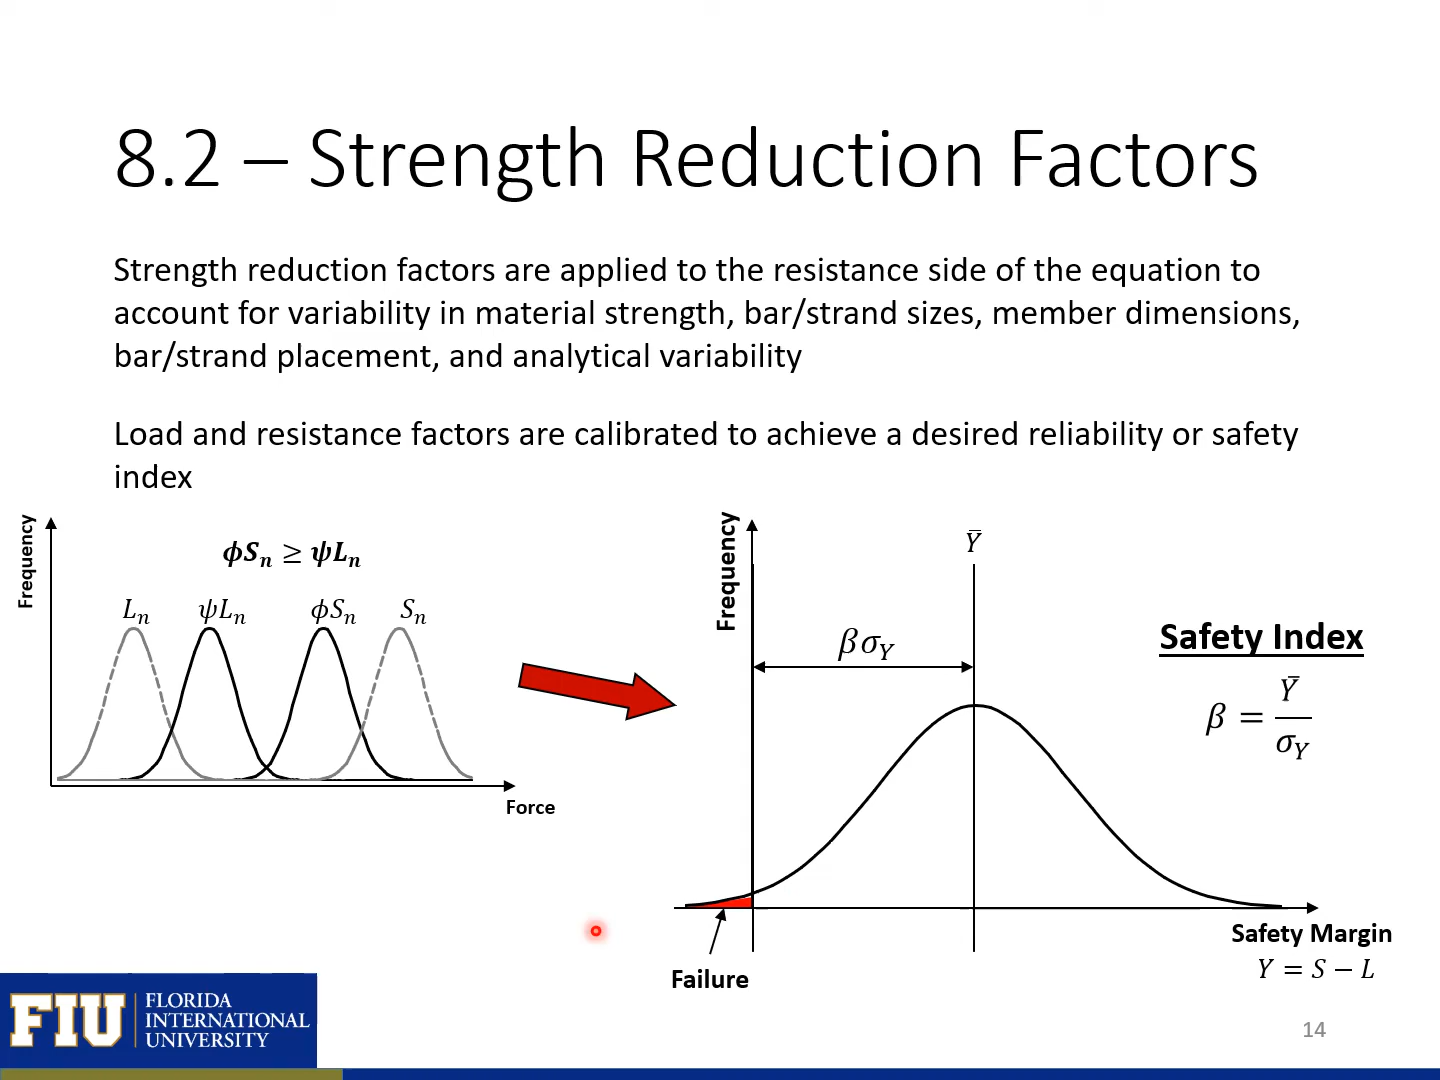 8.2 – Strength Reduction Factors
Strength reduction factors are applied to the resistance side of the equation to
account for variability in material strength, bar/strand sizes, member dimensions,
bar/strand placement, and analytical variability
Load and resistance factors are calibrated to achieve a desired reliability or safety
index
Frequency
ϕSₙ ≥ ψLₙ
Lₙ ψLₙ ϕSₙ Sₙ
Force
Frequency
Ȳ
βσ_Y
Failure
Safety Index
β = Ȳ/σ_Y
Safety Margin
Y = S − L
FIU
FLORIDA
INTERNATIONAL
UNIVERSITY
14